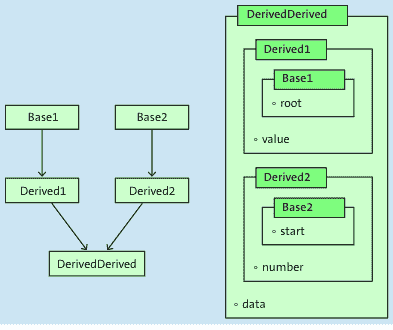 Base1
Base2
Derived1
Derived2
DerivedDerived
DerivedDerived
Derived1
Base1
root
value
Derived2
Base2
start
number
data